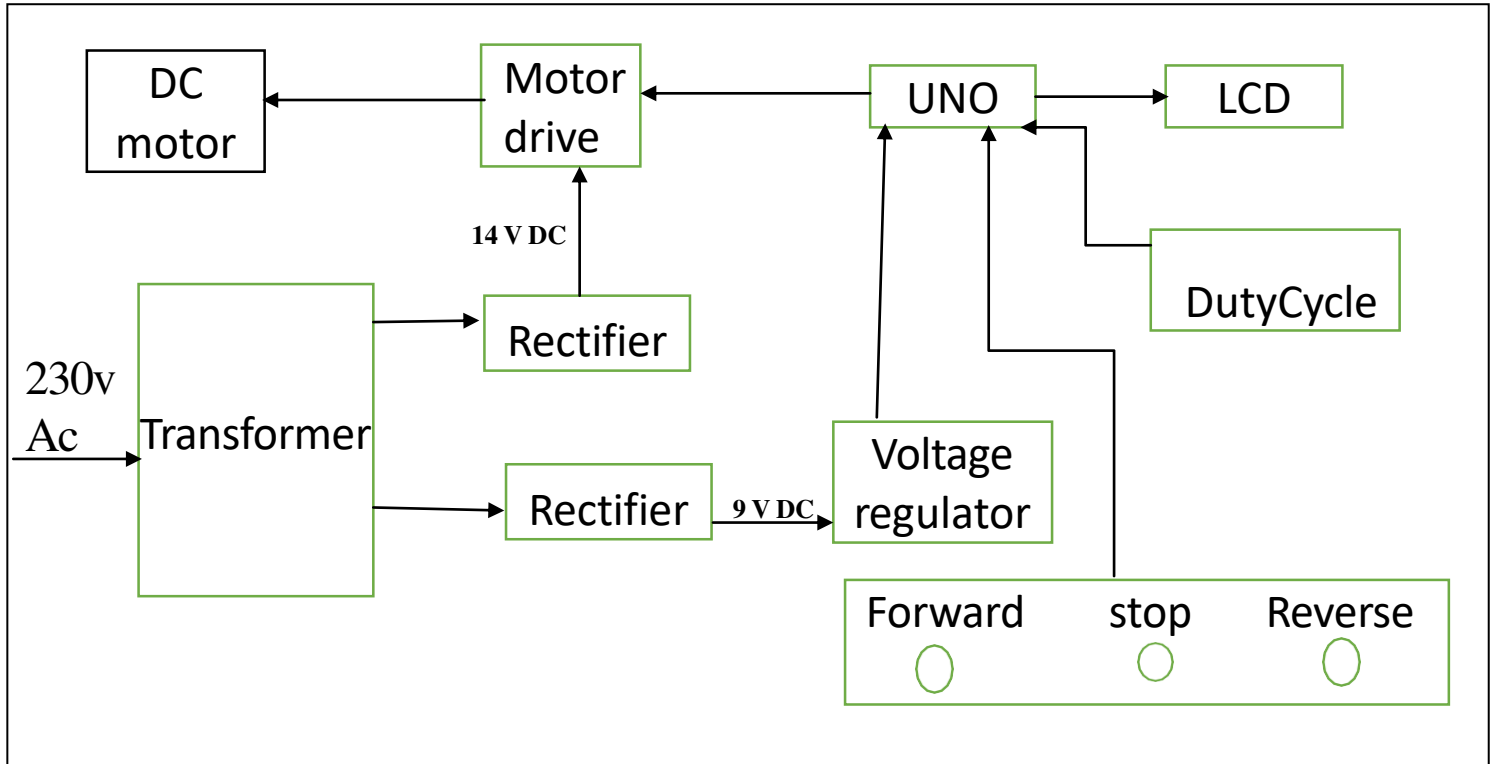 DC
motor
Motor
drive
UNO
LCD
14 V DC
DutyCycle
Rectifier
230v
Ac
Transformer
Voltage
regulator
Rectifier
9 V DC
Forward stop Reverse